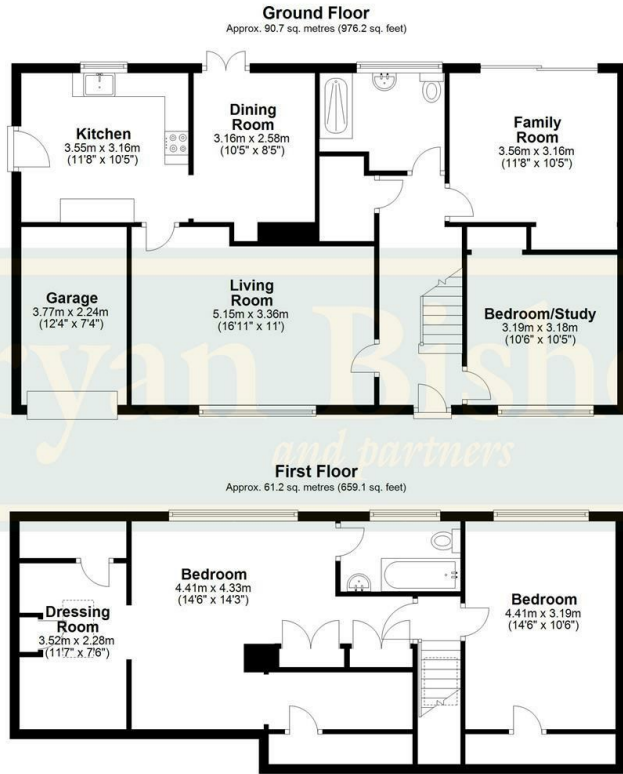 Ground Floor
Approx. 90.7 sq. metres (976.2 sq. feet)
Kitchen
3.55m x 3.16m
(11'8" x 10'5")
Dining
Room
3.16m x 2.58m
(10'5" x 8'5")
Family
Room
3.56m x 3.16m
(11'8" x 10'5")
Garage
3.77m x 2.24m
(12'4" x 7'4")
Living
Room
5.15m x 3.36m
(16'11" x 11')
Bedroom/Study
3.19m x 3.18m
(10'6" x 10'5")
ryan Bisho
and partners
First Floor
Approx. 61.2 sq. metres (659.1 sq. feet)
Bedroom
4.41m x 4.33m
(14'6" x 14'3")
Dressing
Room
3.52m x 2.28m
(11'7" x 7'6")
Bedroom
4.41m x 3.19m
(14'6" x 10'6")